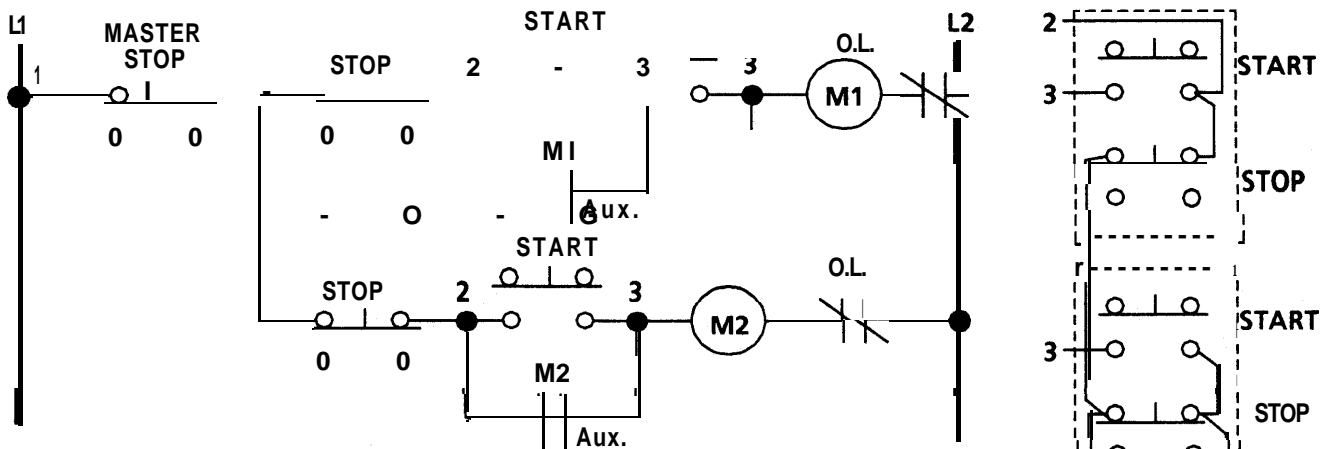 START
L1 MASTER STOP L2 2
O.L.
STOP 2 - 3 3 START
1 M1 3
0 0 0 0
M I STOP
- O - G Aux.
START
O.L.
STOP 2 3 START
M2 3
0 0
M2 STOP
Aux.